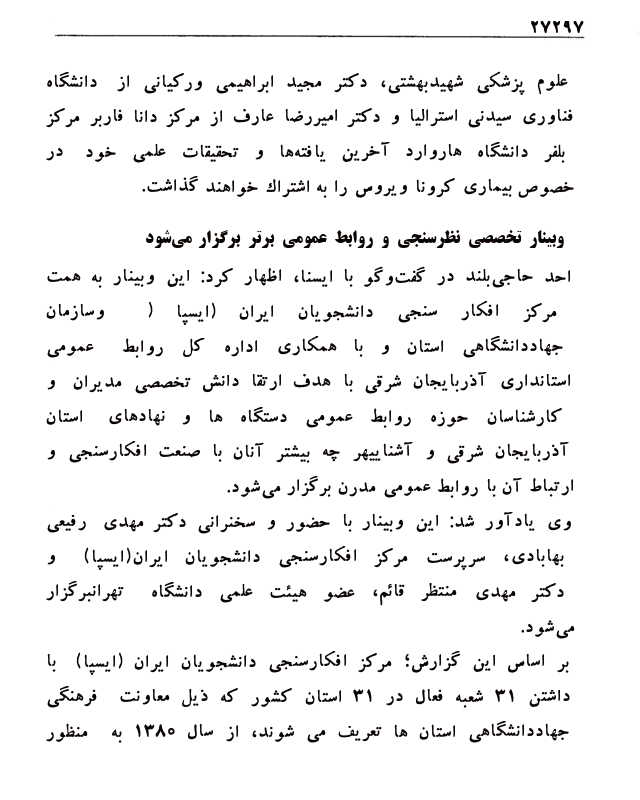 ۲۷۲۹۷
علوم پزشکی شهیدبهشتی، دکتر مجید ابراهیمی ورکیانی از دانشگاه
فناوری سیدنی استرالیا و دکتر امیررضا عارف از مرکز دانا فاربر مرکز
بلفر دانشگاه هاروارد آخرین یافته‌ها و تحقیقات علمی خود در
خصوص بیماری کرونا ویروس را به اشتراك خواهند گذاشت.
وبینار تخصصی نظرسنجی و روابط عمومی برتر برگزار می‌شود
احد حاجی‌بلند در گفت‌وگو با ایسنا، اظهار کرد: این وبینار به همت
مرکز افکار سنجی دانشجویان ایران (ایسپا ( وسازمان
جهاددانشگاهی استان و با همکاری اداره کل روابط عمومی
استانداری آذربایجان شرقی با هدف ارتقا دانش تخصصی مدیران و
کارشناسان حوزه روابط عمومی دستگاه ها و نهادهای استان
آذربایجان شرقی و آشناییهر چه بیشتر آنان با صنعت افکارسنجی و
ارتباط آن با روابط عمومی مدرن برگزار می‌شود.
وی یادآور شد: این وبینار با حضور و سخنرانی دکتر مهدی رفیعی
بهابادی، سرپرست مرکز افکارسنجی دانشجویان ایران(ایسپا) و
دکتر مهدی منتظر قائم، عضو هیئت علمی دانشگاه تهرانبرگزار
می‌شود.
بر اساس این گزارش؛ مرکز افکارسنجی دانشجویان ایران (ایسپا) با
داشتن ۳۱ شعبه فعال در ۳۱ استان کشور که ذیل معاونت فرهنگی
جهاددانشگاهی استان ها تعریف می شوند، از سال ۱۳۸۰ به منظور